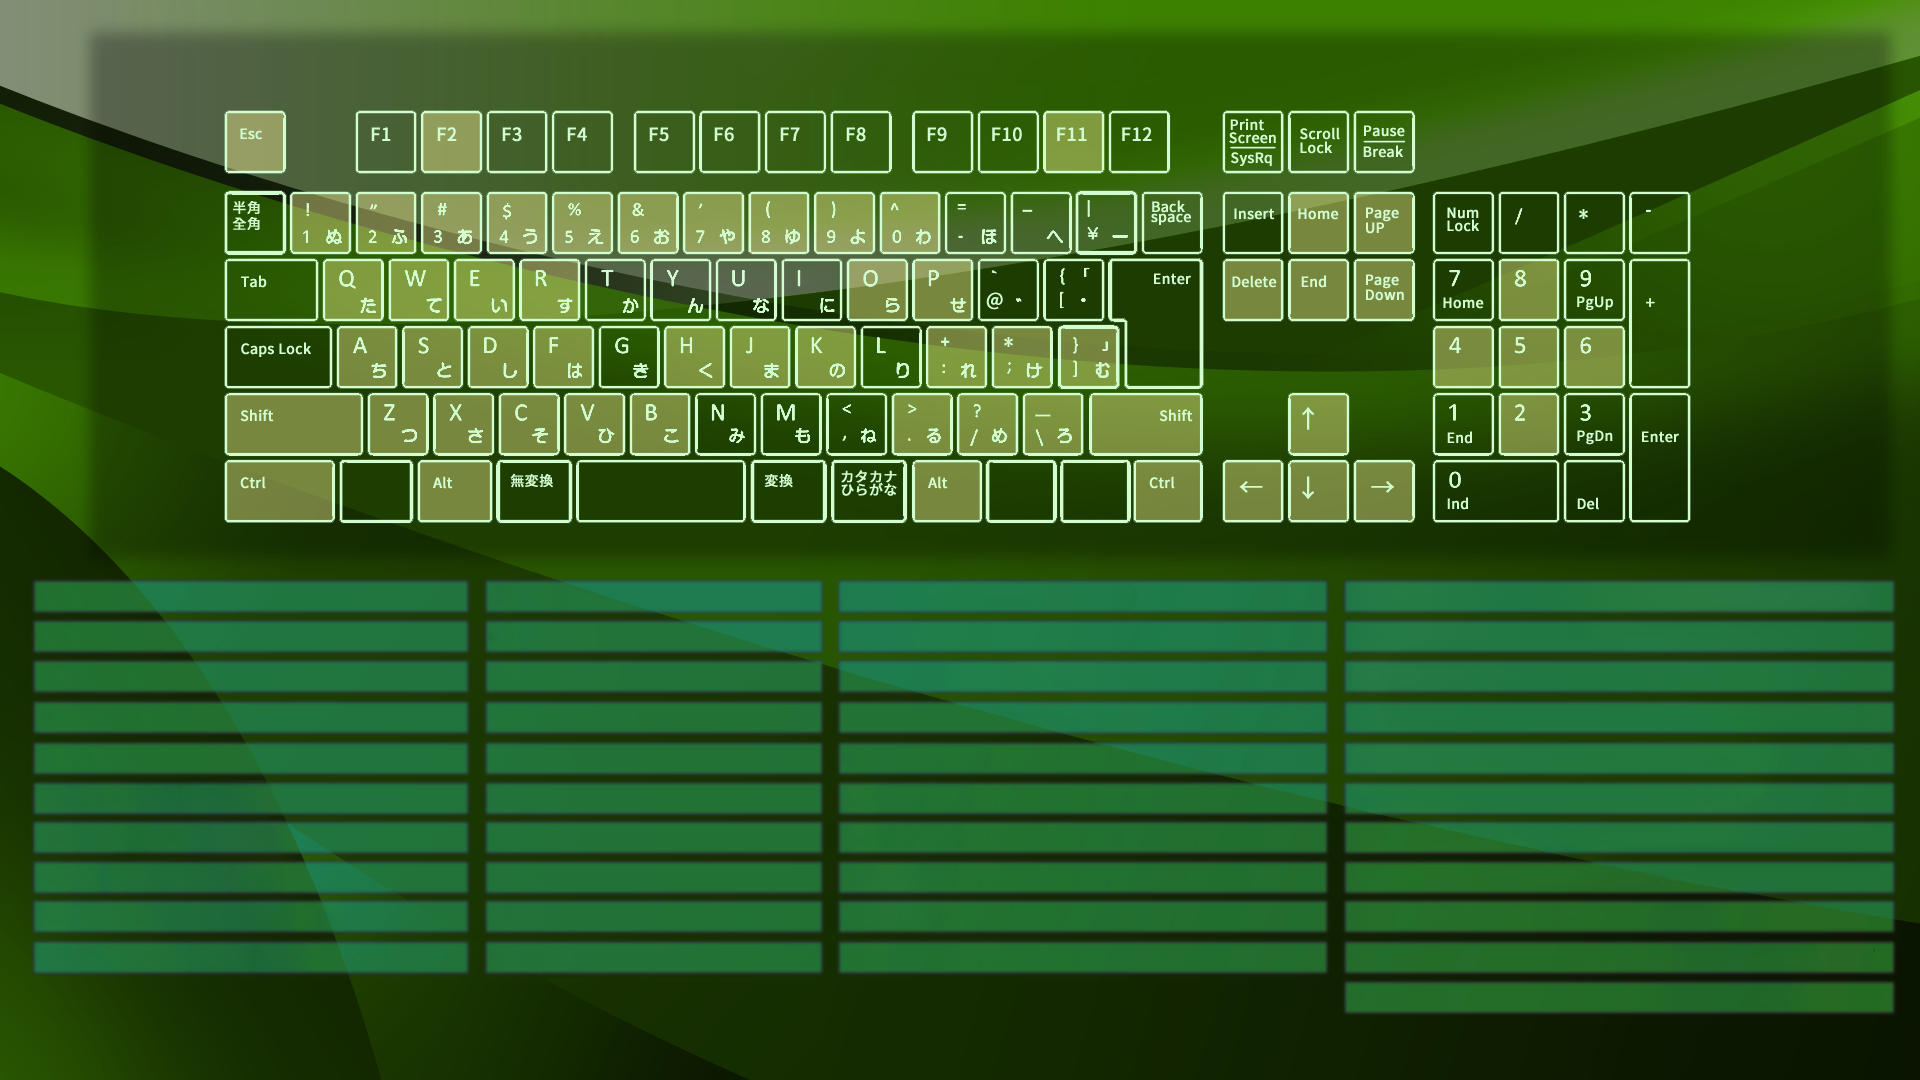 Esc F1 F2 F3 F4 F5 F6 F7 F8 F9 F10 F11 F12 Print Screen SysRq Scroll Lock Pause Break
半角 全角 ! 1 ぬ " 2 ふ # 3 あ $ 4 う % 5 え & 6 お ' 7 や ( 8 ゆ ) 9 よ ^ 0 わ = - ほ — へ | ¥ ー Back space Insert Home Page UP Num Lock / * -
Tab Q た W て E い R す T か Y ん U な I に O ら P せ ` @ ゛ { 「 [ ・ Enter Delete End Page Down 7 Home 8 9 PgUp +
Caps Lock A ち S と D し F は G き H く J ま K の L り + : れ * ; け } 」 ] む 4 5 6
Shift Z つ X さ C そ V ひ B こ N み M も < , ね > . る ? / め — \ ろ Shift ↑ 1 End 2 3 PgDn Enter
Ctrl Alt 無変換 変換 カタカナ ひらがな Alt Ctrl ← ↓ → 0 Ind Del